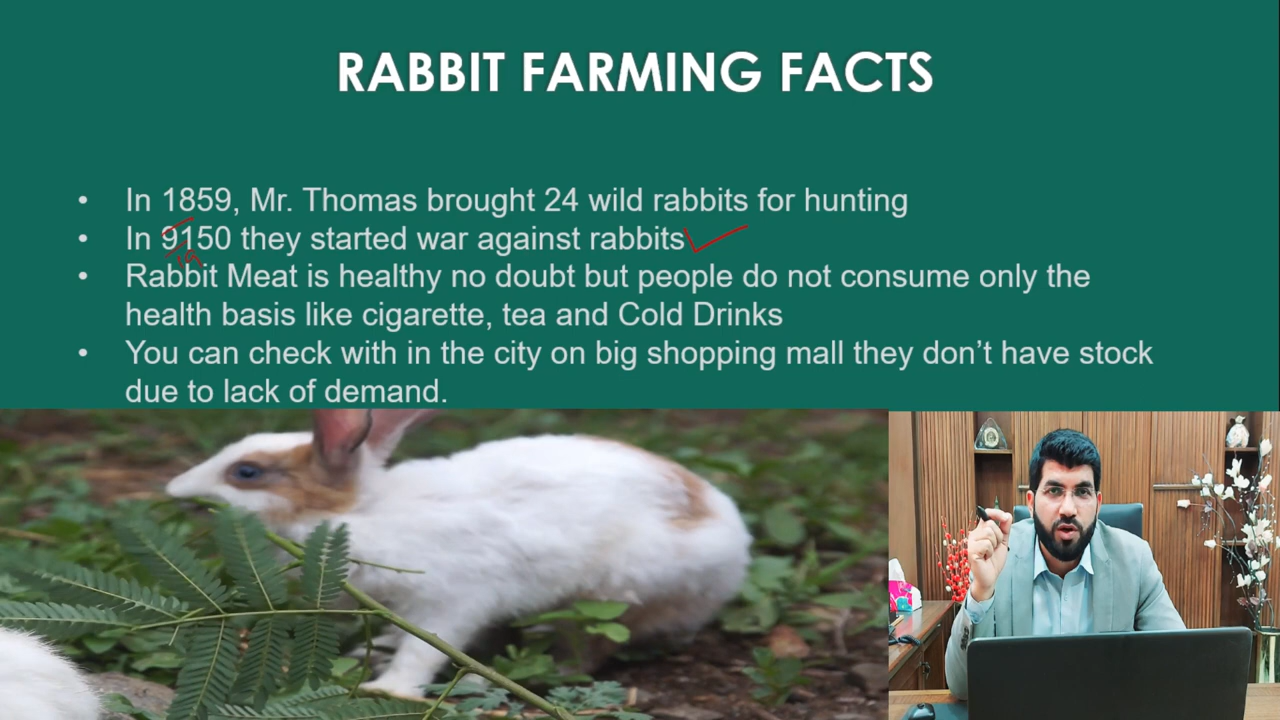 RABBIT FARMING FACTS
• In 1859, Mr. Thomas brought 24 wild rabbits for hunting
• In 9150 they started war against rabbits
19
• Rabbit Meat is healthy no doubt but people do not consume only the
health basis like cigarette, tea and Cold Drinks
• You can check with in the city on big shopping mall they don’t have stock
due to lack of demand.